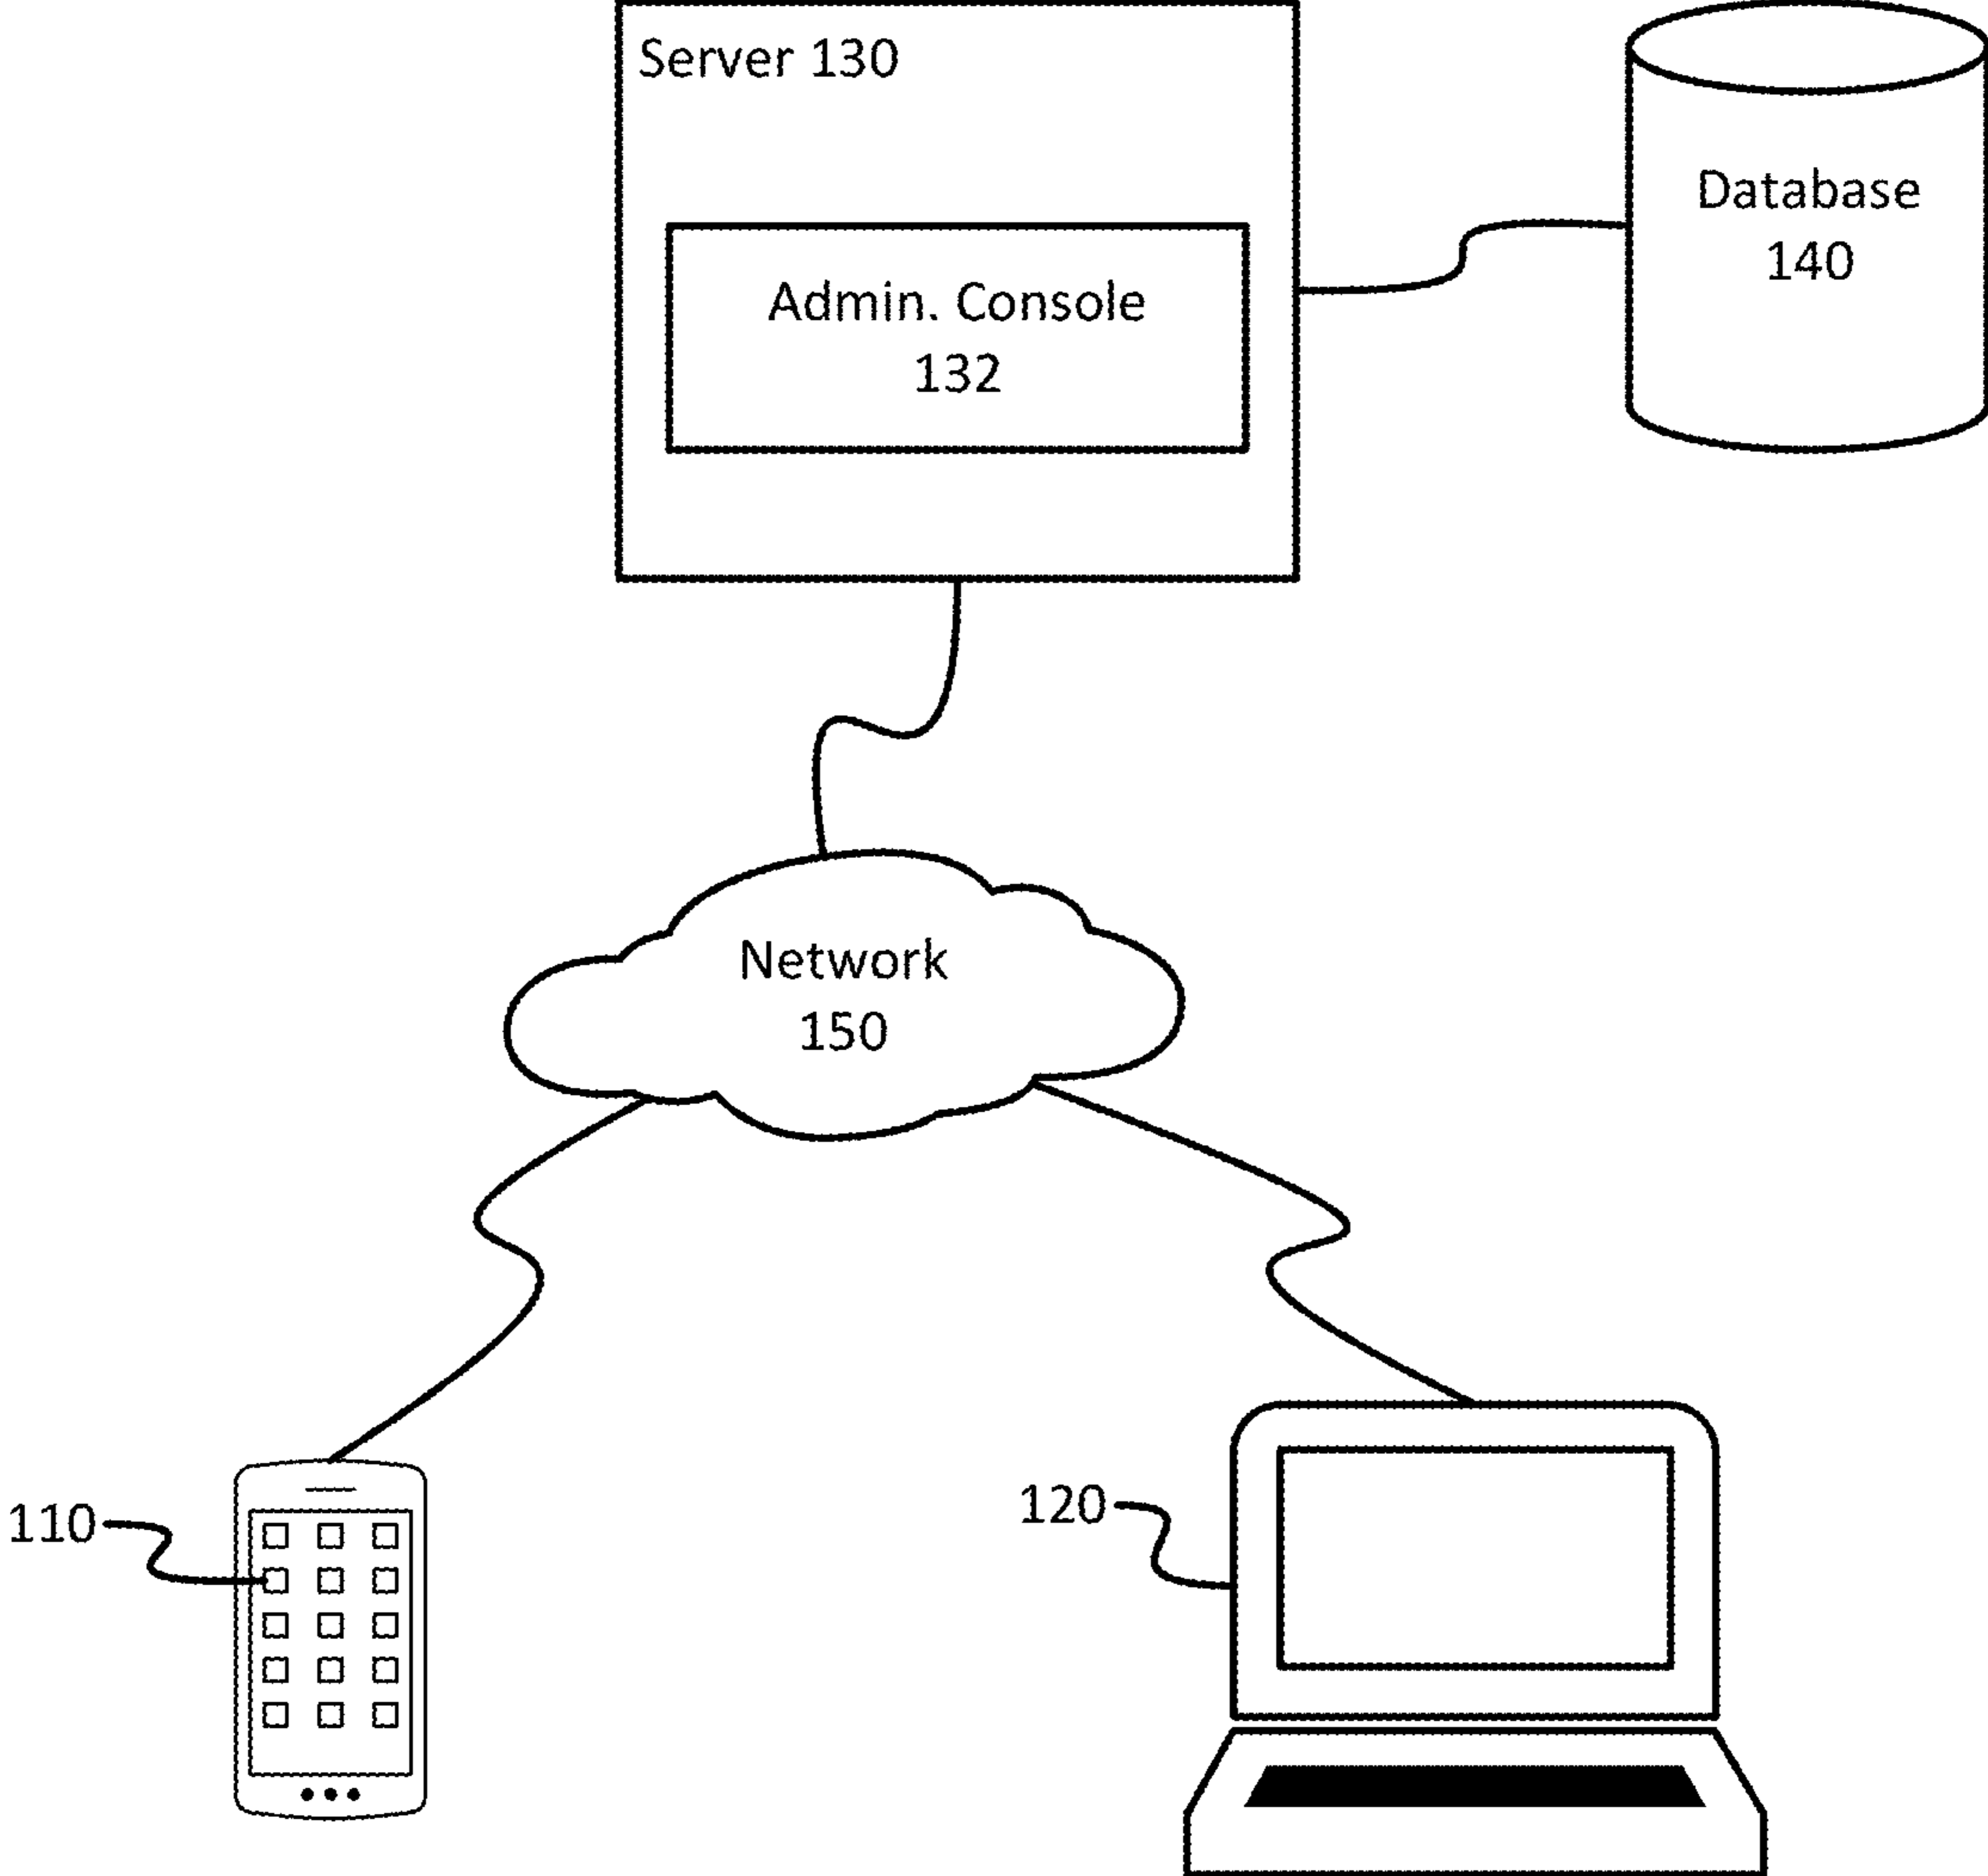 Server 130
Admin. Console
132
Database
140
Network
150
110
120